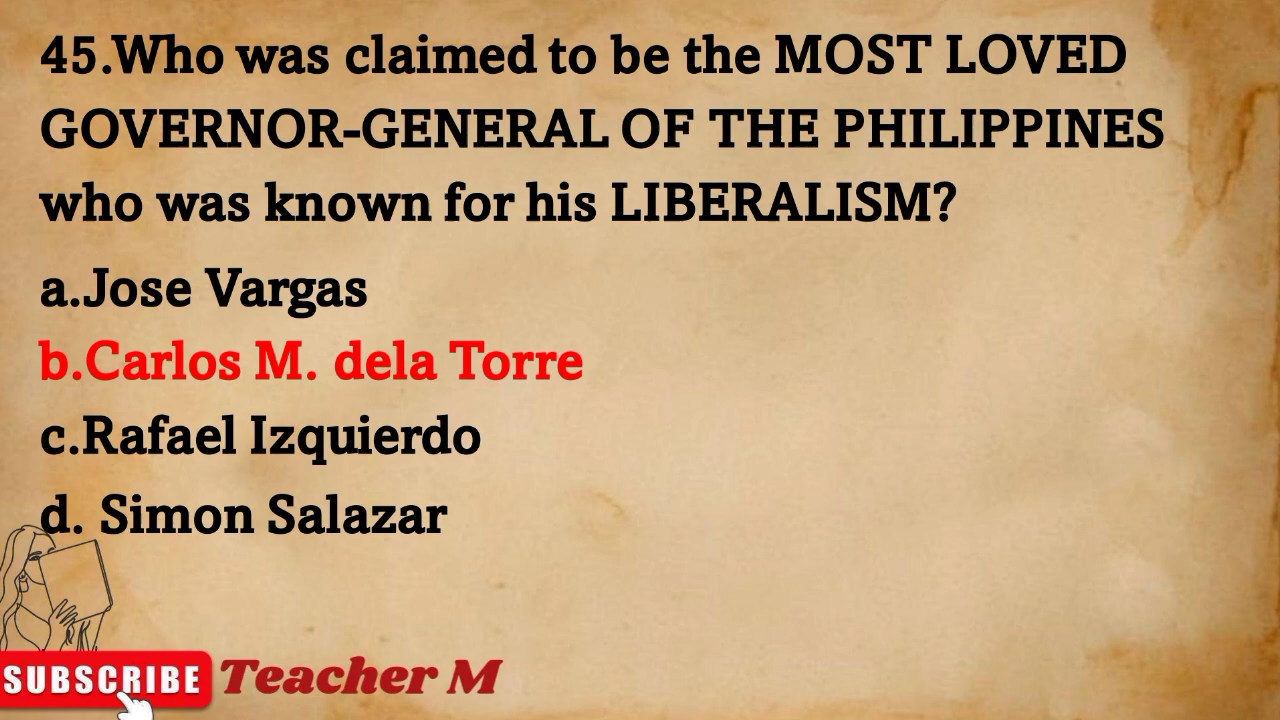 45.Who was claimed to be the MOST LOVED
GOVERNOR-GENERAL OF THE PHILIPPINES
who was known for his LIBERALISM?
a.Jose Vargas
b.Carlos M. dela Torre
c.Rafael Izquierdo
d. Simon Salazar
SUBSCRIBE Teacher M